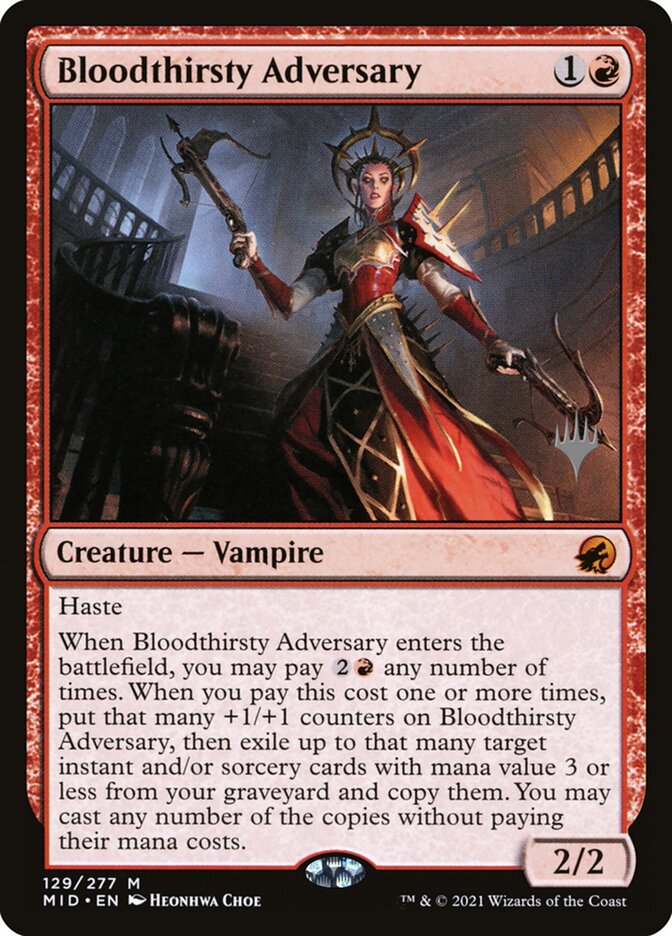 Bloodthirsty Adversary 1
Creature — Vampire
Haste
When Bloodthirsty Adversary enters the
battlefield, you may pay 2 any number of
times. When you pay this cost one or more times,
put that many +1/+1 counters on Bloodthirsty
Adversary, then exile up to that many target
instant and/or sorcery cards with mana value 3 or
less from your graveyard and copy them. You may
cast any number of the copies without paying
their mana costs.
2/2
129/277 M
MID • EN HEONHWA CHOE
™ & © 2021 Wizards of the Coast